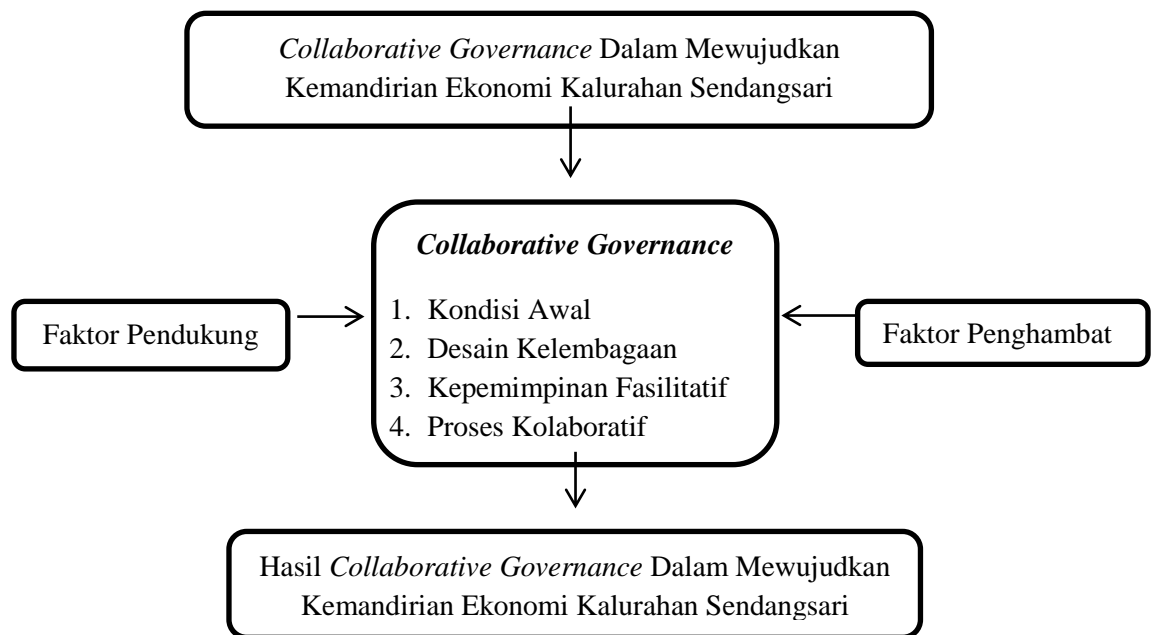 Collaborative Governance Dalam Mewujudkan
Kemandirian Ekonomi Kalurahan Sendangsari
Collaborative Governance
1. Kondisi Awal
2. Desain Kelembagaan
3. Kepemimpinan Fasilitatif
4. Proses Kolaboratif
Faktor Pendukung
Faktor Penghambat
Hasil Collaborative Governance Dalam Mewujudkan
Kemandirian Ekonomi Kalurahan Sendangsari